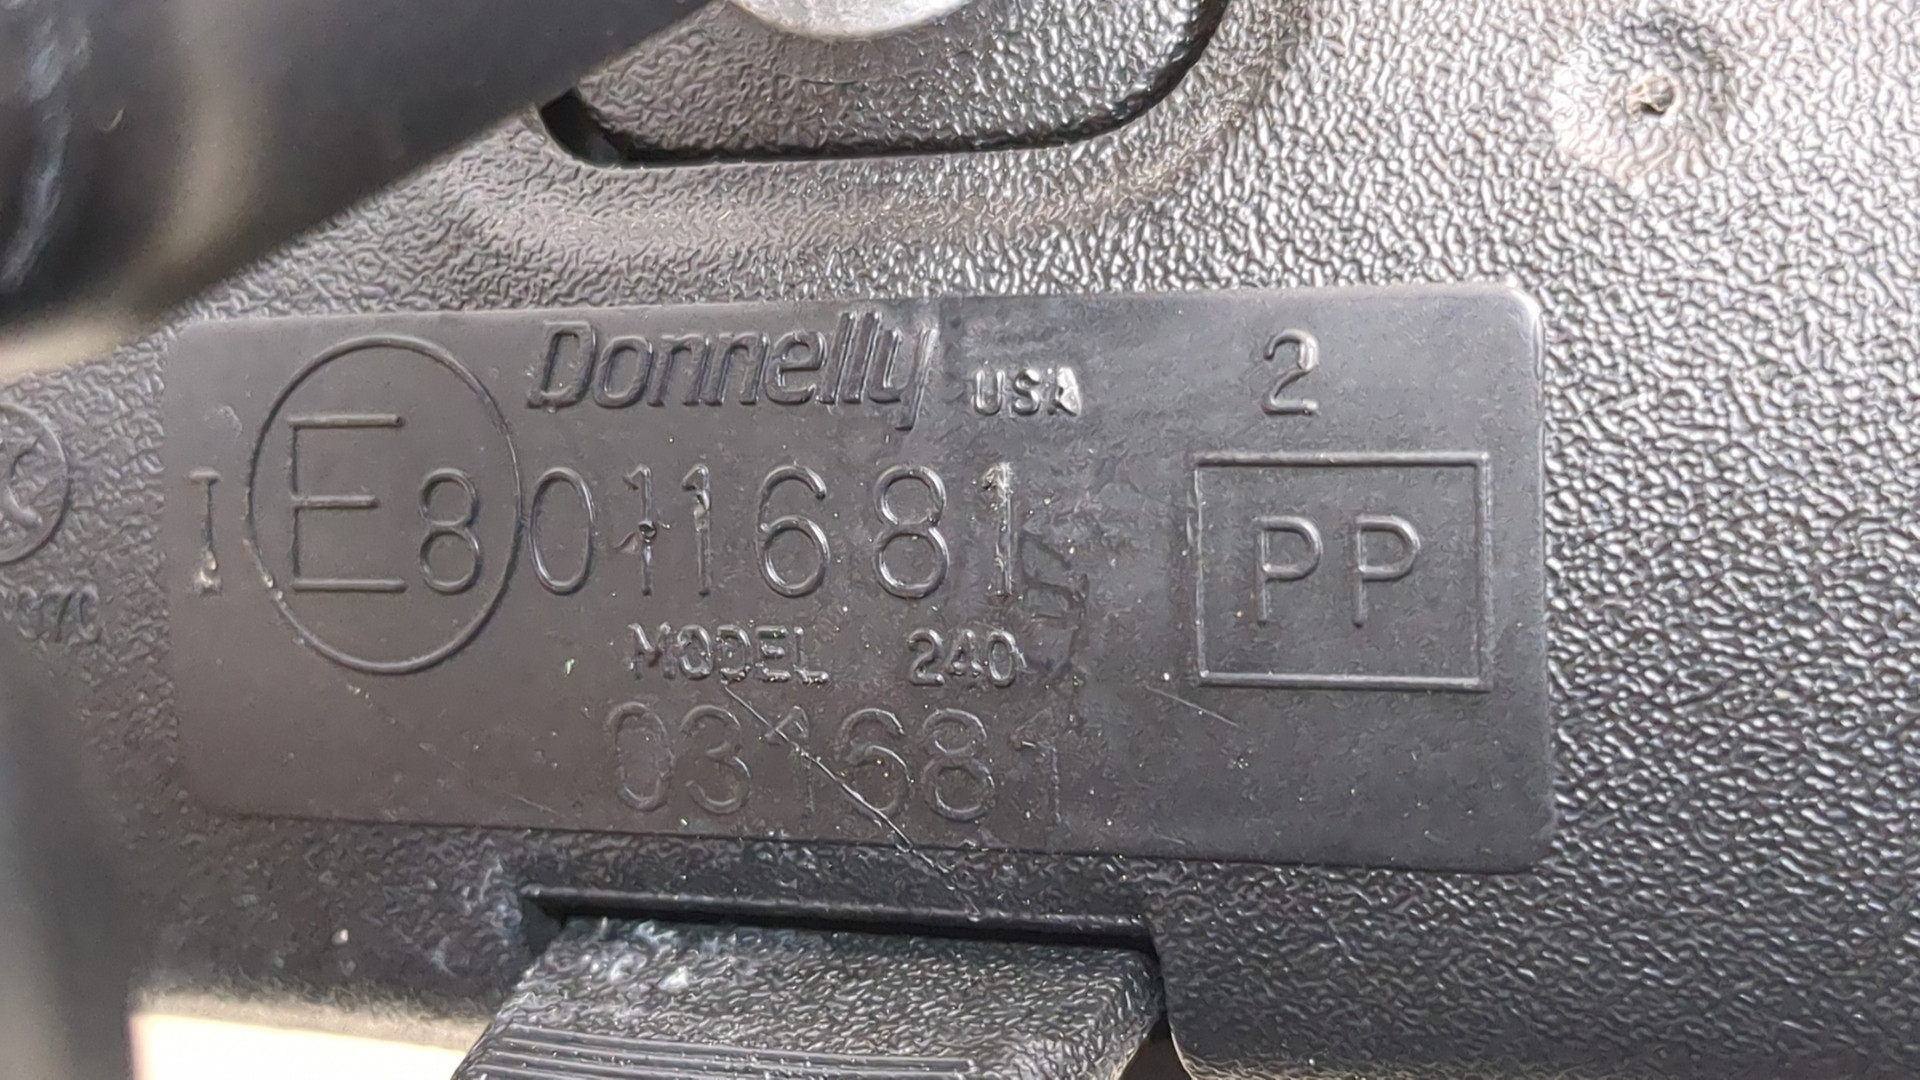 Donnelly USA 2
I E8 011681
PP
MODEL 240
031681